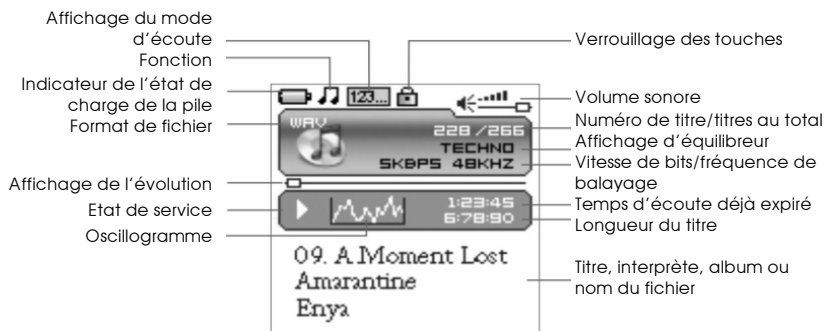 Affichage du mode
d'écoute
Fonction
Indicateur de l'état de
charge de la pile
Format de fichier
Affichage de l'évolution
Etat de service
Oscillogramme
123...
WAV
228 /266
TECHNO
5KBPS 48KHZ
1:23:45
6:78:90
09. A Moment Lost
Amarantine
Enya
Verrouillage des touches
Volume sonore
Numéro de titre/titres au total
Affichage d'équilibreur
Vitesse de bits/fréquence de
balayage
Temps d'écoute déjà expiré
Longueur du titre
Titre, interprète, album ou
nom du fichier